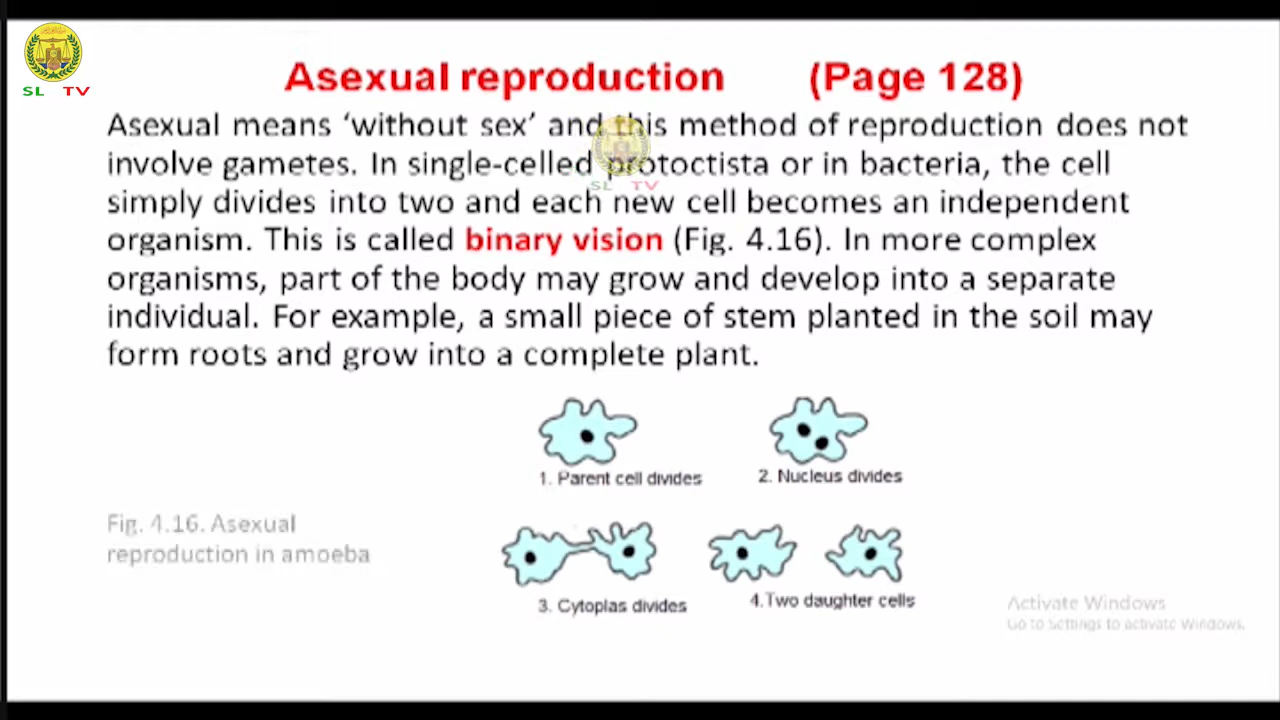 SL TV
Asexual reproduction (Page 128)
Asexual means ‘without sex’ and this method of reproduction does not
involve gametes. In single-celled protoctista or in bacteria, the cell
simply divides into two and each new cell becomes an independent
organism. This is called binary vision (Fig. 4.16). In more complex
organisms, part of the body may grow and develop into a separate
individual. For example, a small piece of stem planted in the soil may
form roots and grow into a complete plant.
SL TV
1. Parent cell divides
2. Nucleus divides
Fig. 4.16. Asexual
reproduction in amoeba
3. Cytoplas divides
4.Two daughter cells
Activate Windows
Go to Settings to activate Windows.